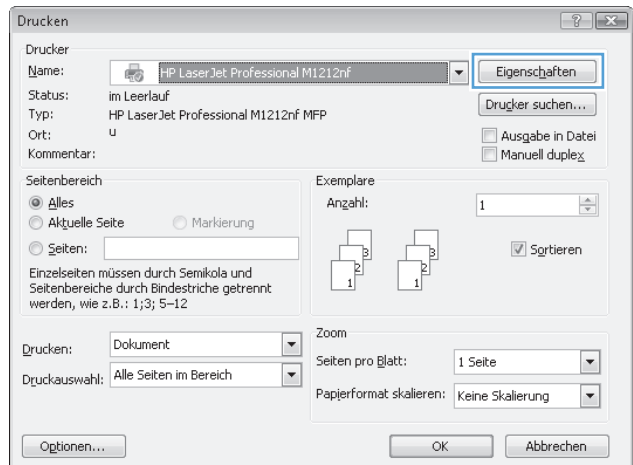 Drucken
Drucker
Name: HP LaserJet Professional M1212nf Eigenschaften
Status: im Leerlauf
Typ: HP LaserJet Professional M1212nf MFP Drucker suchen...
Ort: u Ausgabe in Datei
Kommentar: Manuell duplex
Seitenbereich
Alles
Aktuelle Seite Markierung
Seiten:
Einzelseiten müssen durch Semikola und
Seitenbereiche durch Bindestriche getrennt
werden, wie z.B.: 1;3; 5–12
Exemplare
Anzahl: 1
1 2 3 1 2 3 Sortieren
Drucken: Dokument
Druckauswahl: Alle Seiten im Bereich
Zoom
Seiten pro Blatt: 1 Seite
Papierformat skalieren: Keine Skalierung
Optionen... OK Abbrechen